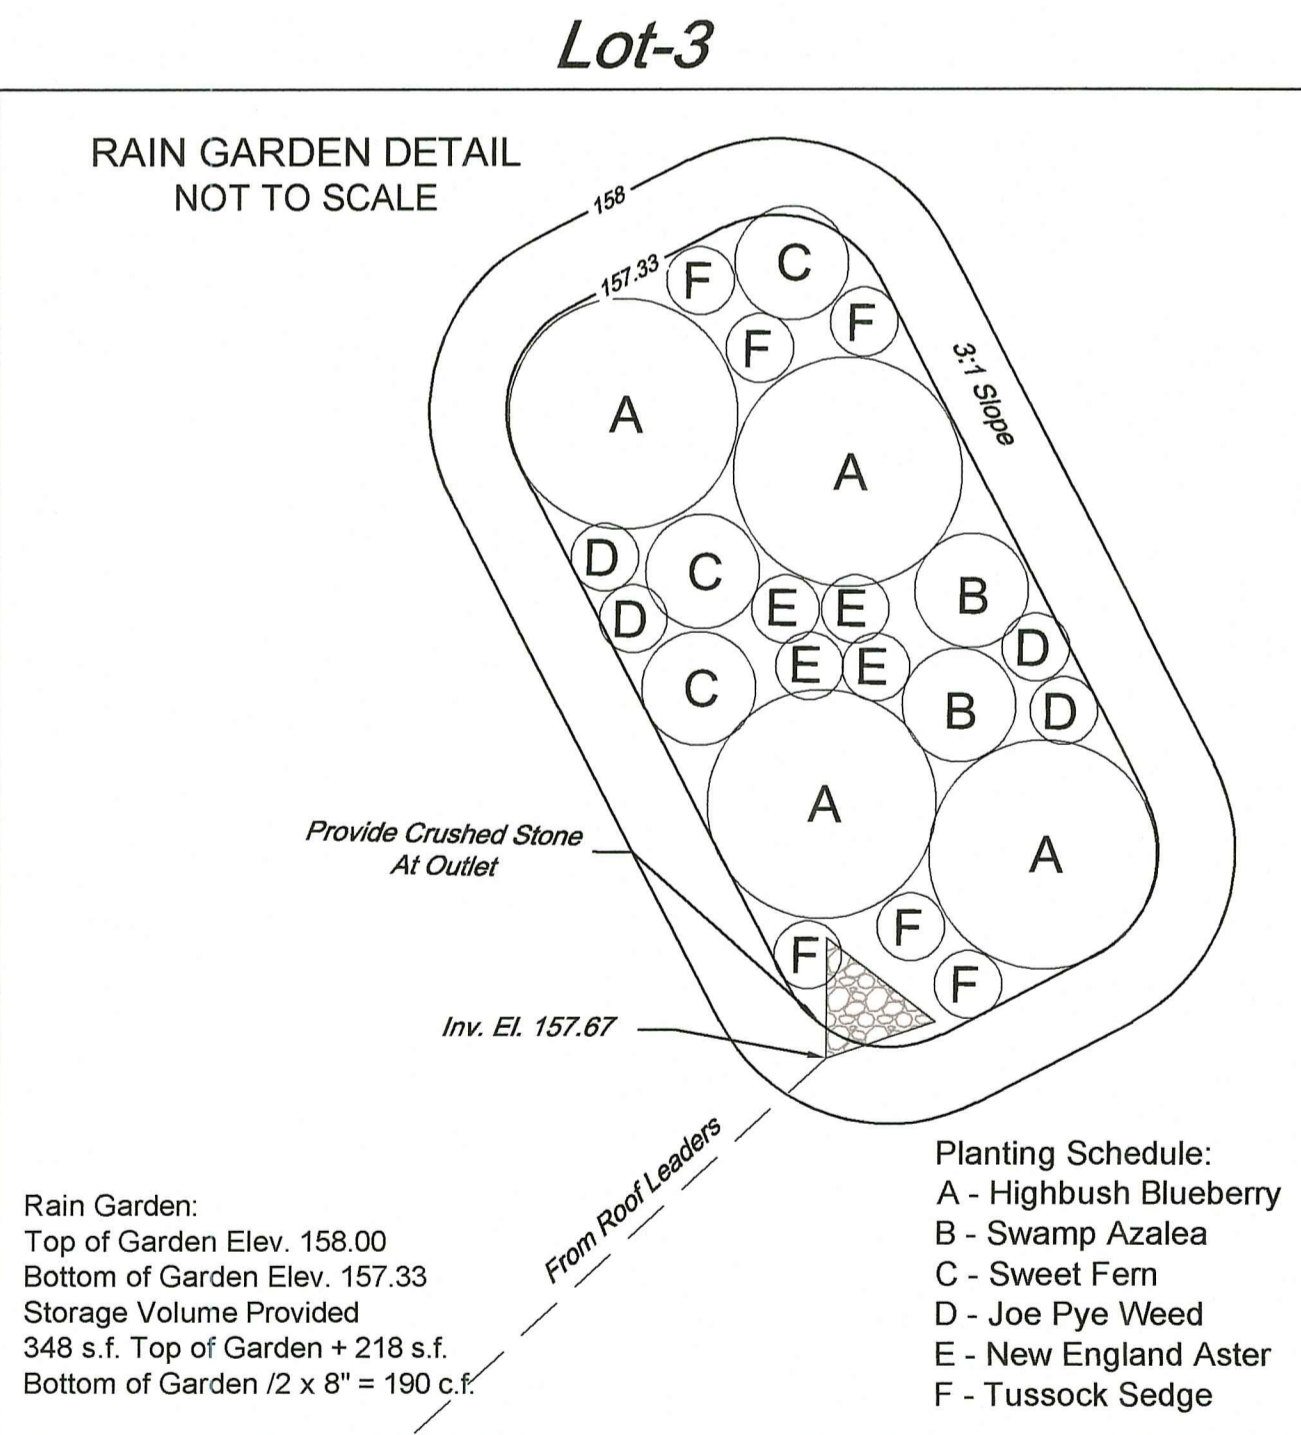 Lot-3
RAIN GARDEN DETAIL
NOT TO SCALE
158
157.33
F
C
F
F
3:1 Slope
A
A
D
C
B
D
E
E
D
E
E
C
B
D
A
Provide Crushed Stone
At Outlet
A
F
F
F
Inv. El. 157.67
From Roof Leaders
Planting Schedule:
A - Highbush Blueberry
B - Swamp Azalea
C - Sweet Fern
D - Joe Pye Weed
E - New England Aster
F - Tussock Sedge
Rain Garden:
Top of Garden Elev. 158.00
Bottom of Garden Elev. 157.33
Storage Volume Provided
348 s.f. Top of Garden + 218 s.f.
Bottom of Garden /2 x 8" = 190 c.f.